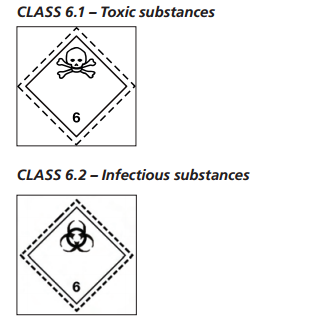 CLASS 6.1 – Toxic substances
6
CLASS 6.2 – Infectious substances
6